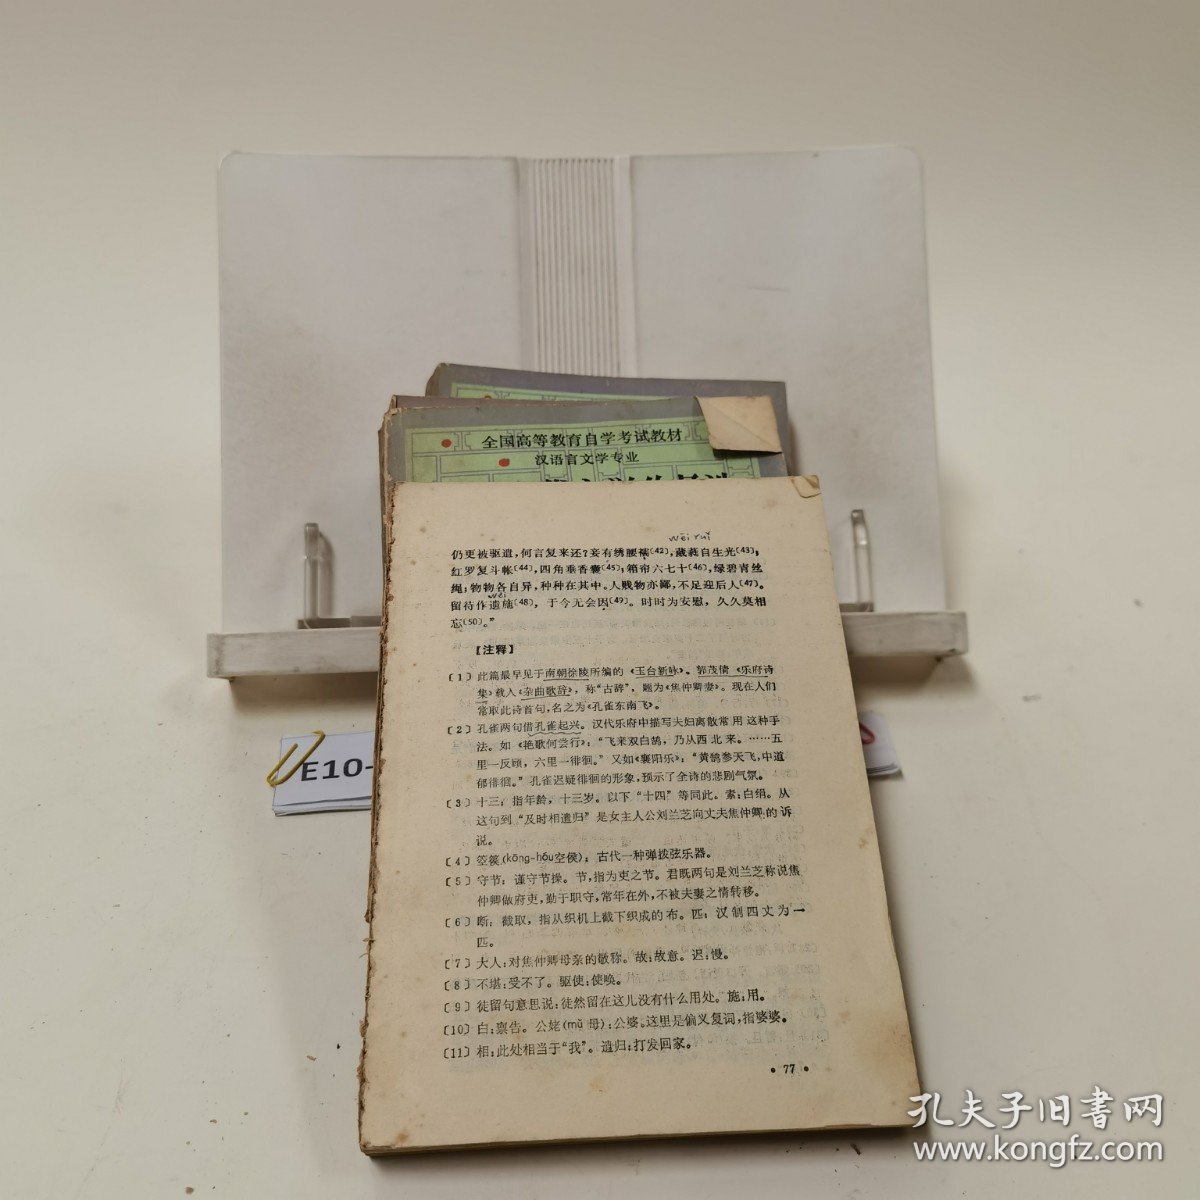 全国高等教育自学考试教材
汉语言文学专业
wēi ruǐ
仍更被驱遣，何言复来还？妾有绣腰襦〔42〕，葳蕤自生光〔43〕；
红罗复斗帐〔44〕，四角垂香囊〔45〕；箱帘六七十〔46〕，绿碧青丝
绳；物物各自异，种种在其中。人贱物亦鄙，不足迎后人〔47〕。
wèi
留待作遗施〔48〕，于今无会因〔49〕。时时为安慰，久久莫相
忘〔50〕。”
【注释】
〔1〕此篇最早见于南朝徐陵所编的《玉台新咏》。郭茂倩《乐府诗
集》载入《杂曲歌辞》，称“古辞”，题为《焦仲卿妻》。现在人们
常取此诗首句，名之为《孔雀东南飞》。
〔2〕孔雀两句借孔雀起兴。汉代乐府中描写夫妇离散常用这种手
法。如《艳歌何尝行》：“飞来双白鹄，乃从西北来。……五
里一反顾，六里一徘徊。”又如《襄阳乐》：“黄鹄参天飞，中道
郁徘徊。”孔雀迟疑徘徊的形象，预示了全诗的悲剧气氛。
〔3〕十三：指年龄，十三岁。以下“十四”等同此。素：白绢。从
这句到“及时相遣归”是女主人公刘兰芝向丈夫焦仲卿的诉
说。
〔4〕箜篌(kōng-hóu空侯)：古代一种弹拨弦乐器。
〔5〕守节：谨守节操。节，指为吏之节。君既两句是刘兰芝称说焦
仲卿做府吏，勤于职守，常年在外，不被夫妻之情转移。
〔6〕断：截取，指从织机上截下织成的布。匹：汉制四丈为一
匹。
〔7〕大人：对焦仲卿母亲的敬称。故：故意。迟：慢。
〔8〕不堪：受不了。驱使：使唤。
〔9〕徒留句意思说：徒然留在这儿没有什么用处。施：用。
〔10〕白：禀告。公姥(mǔ母)：公婆。这里是偏义复词，指婆婆。
〔11〕相：此处相当于“我”。遣归：打发回家。
• 77 •
E10-
孔夫子旧书网
www.kongfz.com